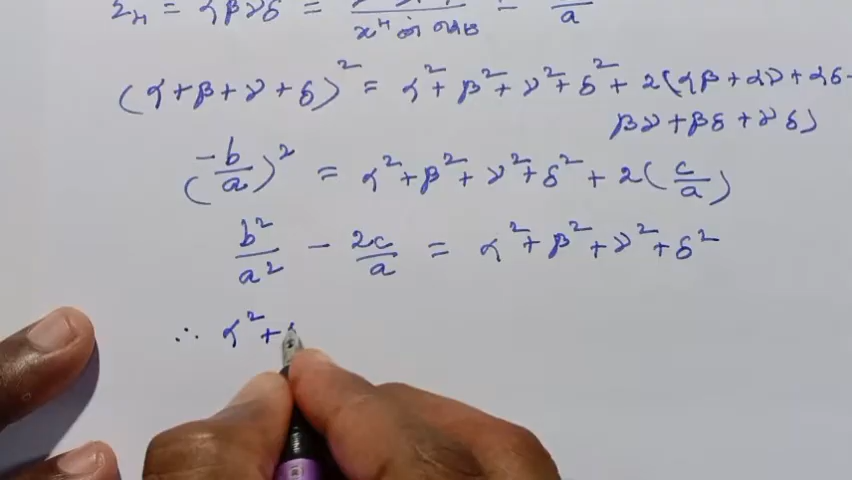 Σ₄ = αβγδ = x⁴ன் = a
(α+β+γ+δ)² = α²+β²+γ²+δ²+2(αβ+αγ+αδ+
βγ+βδ+γδ)
(-b/a)² = α²+β²+γ²+δ²+2(c/a)
b²/a² - 2c/a = α²+β²+γ²+δ²
∴ α²+